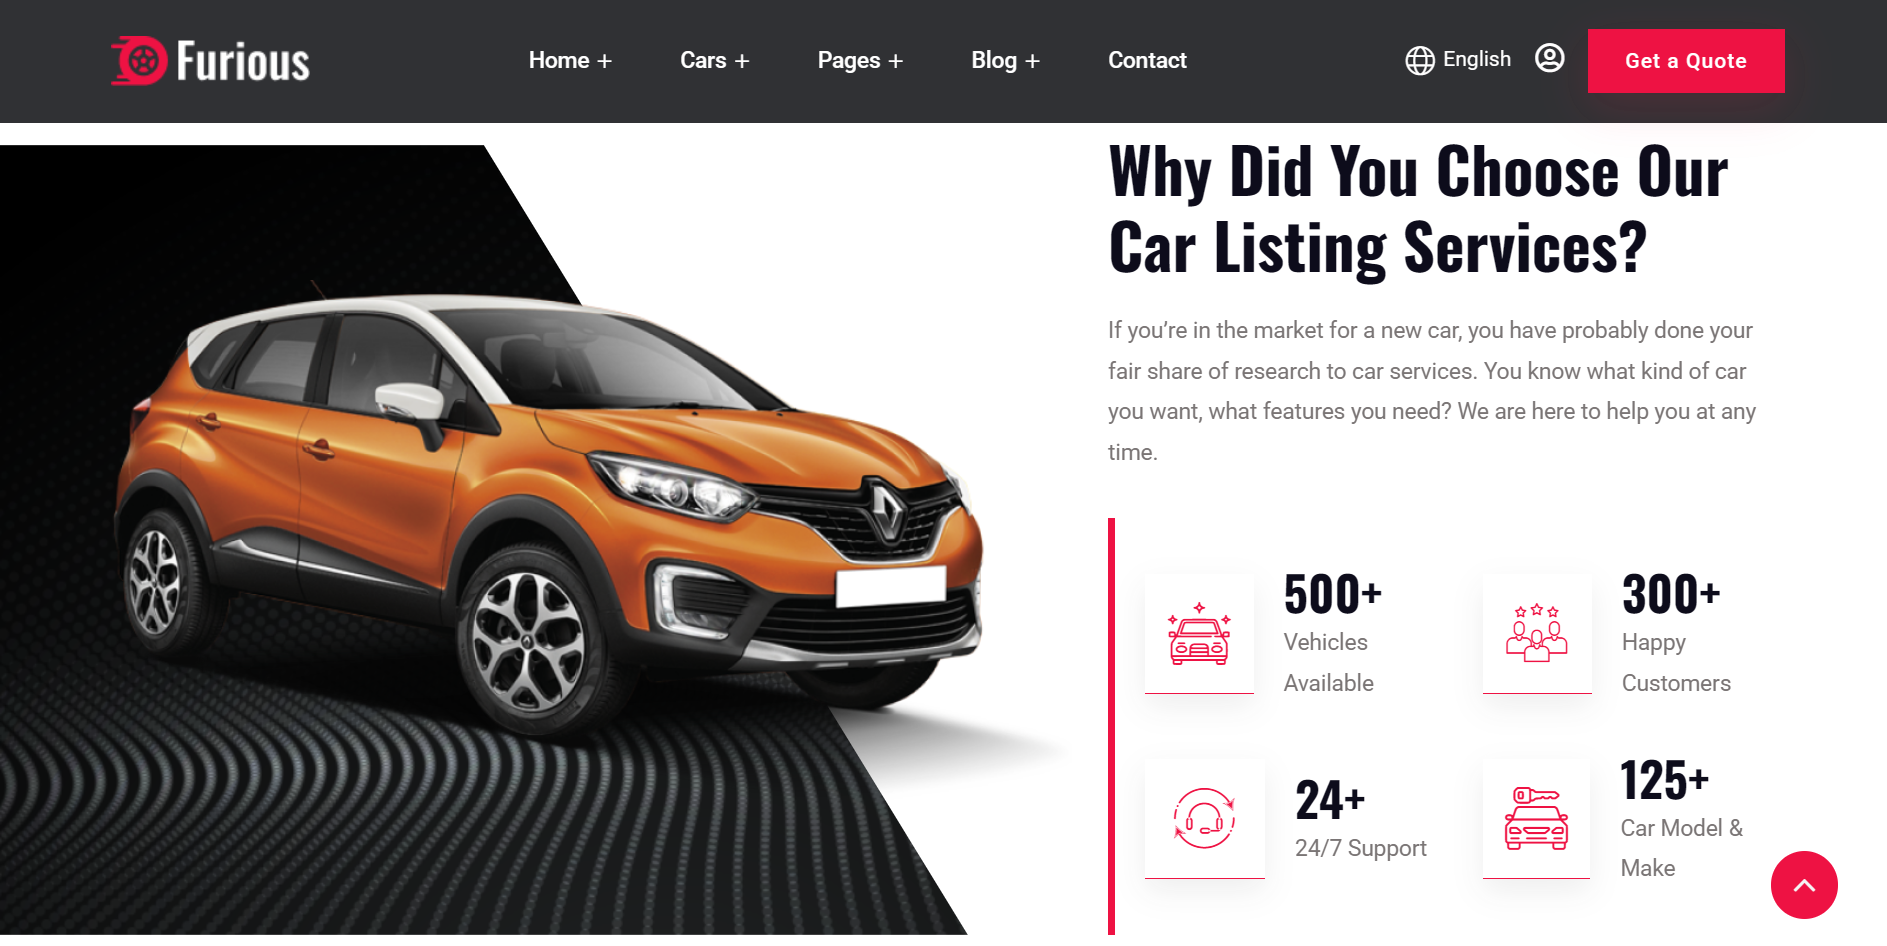 Furious
Home +
Cars +
Pages +
Blog +
Contact
English
Get a Quote
Why Did You Choose Our
Car Listing Services?
If you’re in the market for a new car, you have probably done your
fair share of research to car services. You know what kind of car
you want, what features you need? We are here to help you at any
time.
500+
Vehicles
Available
300+
Happy
Customers
24+
24/7 Support
125+
Car Model &
Make